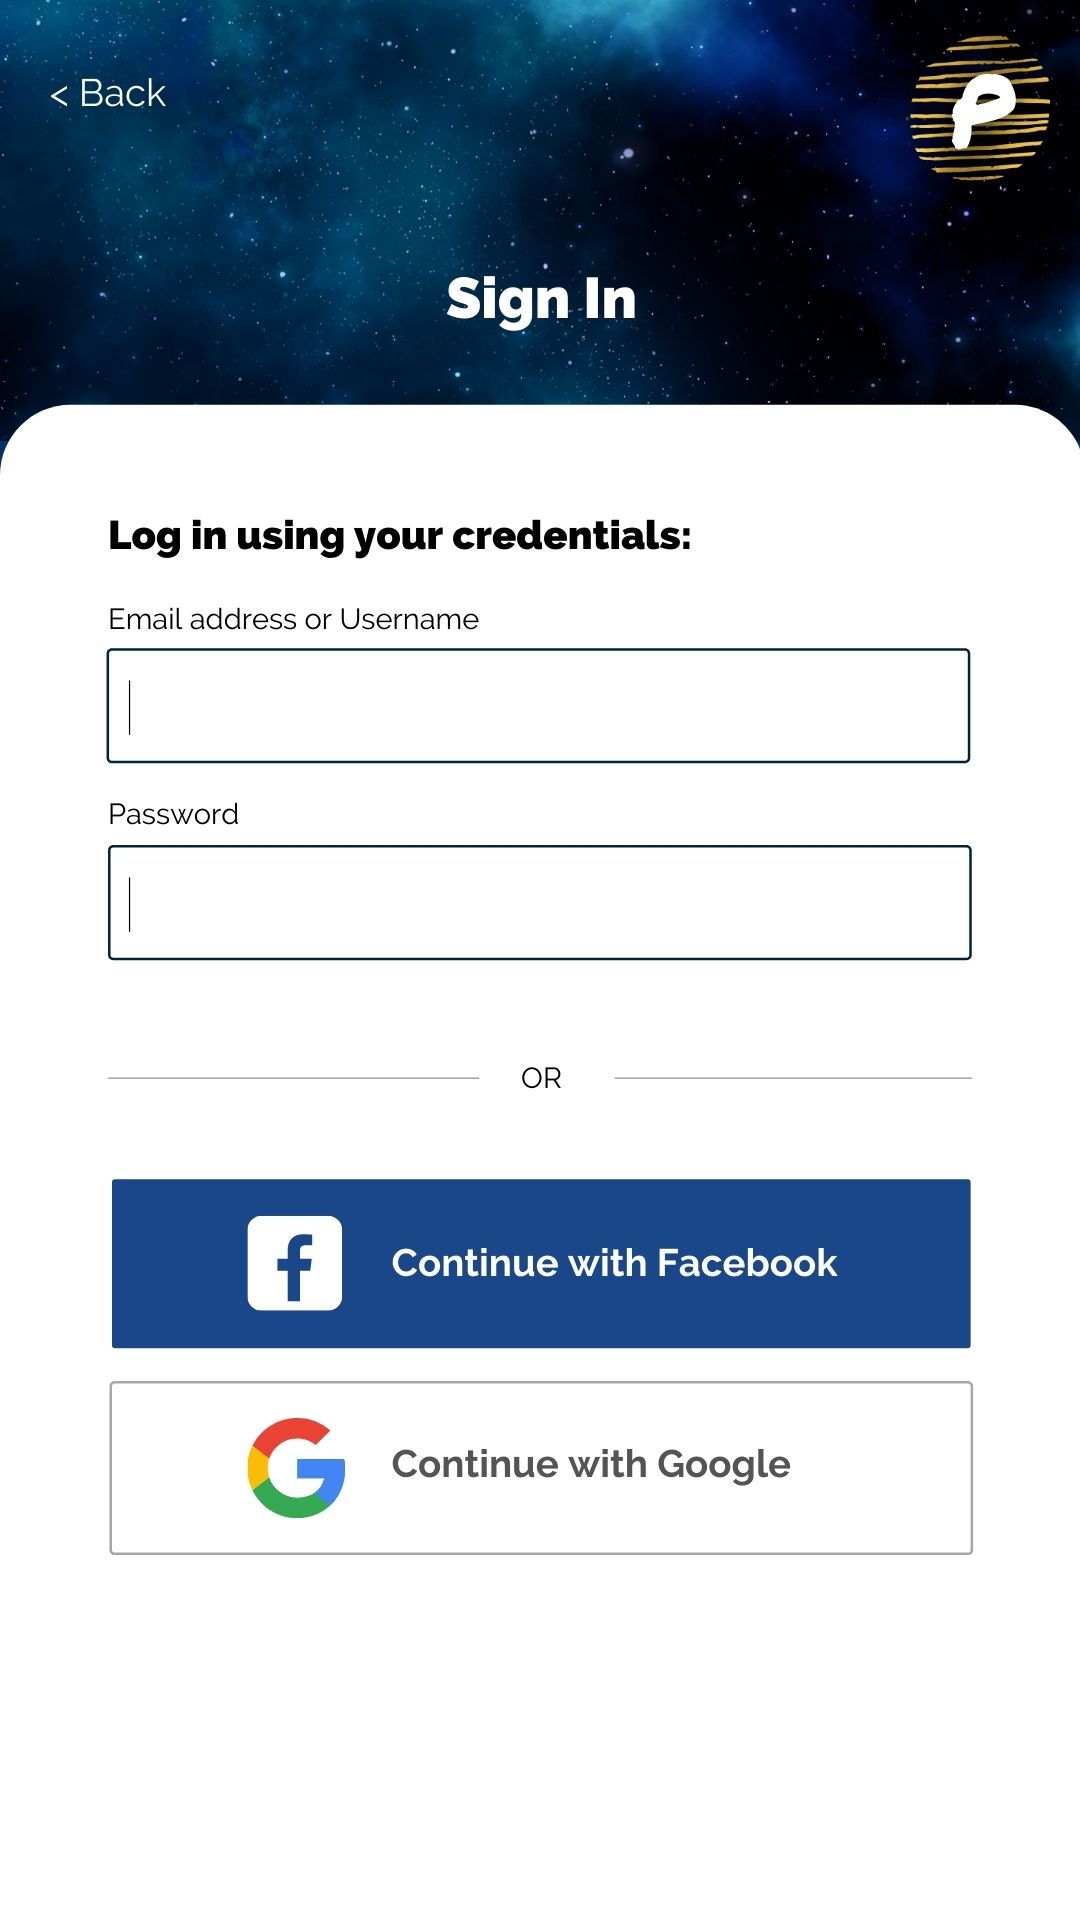 < Back
P
Sign In
Log in using your credentials:
Email address or Username
Password
OR
f
Continue with Facebook
G
Continue with Google